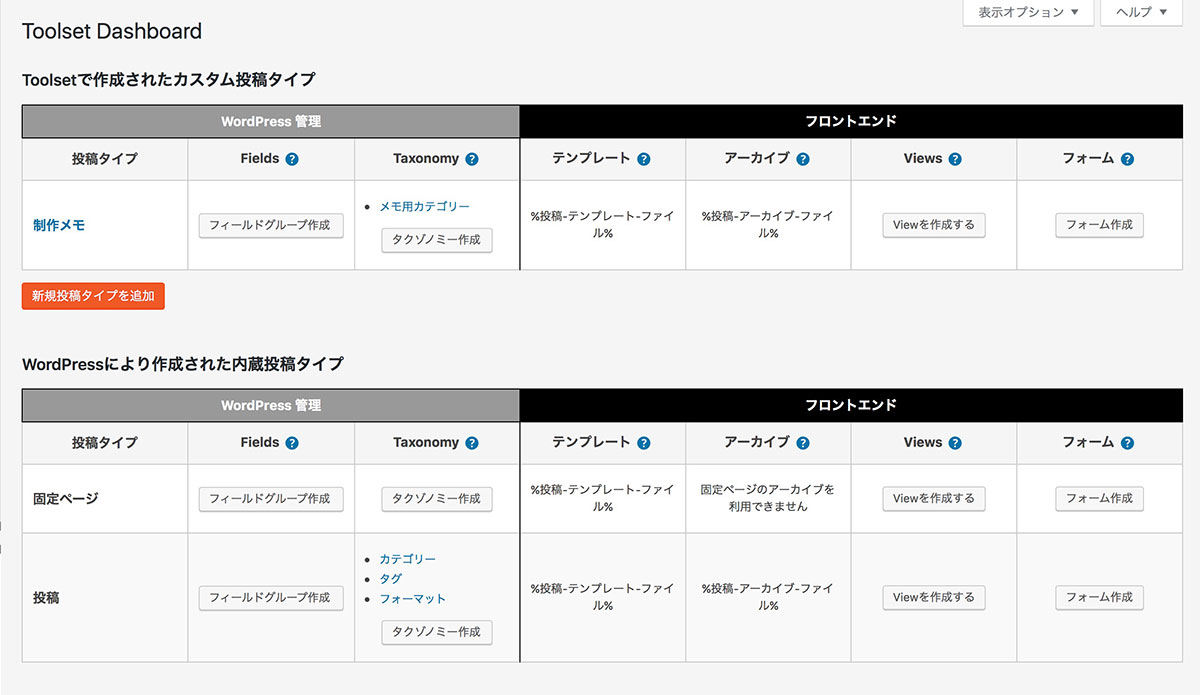 表示オプション ▼
ヘルプ ▼
Toolset Dashboard
Toolsetで作成されたカスタム投稿タイプ
WordPress 管理
フロントエンド
投稿タイプ
Fields ?
Taxonomy ?
テンプレート ?
アーカイブ ?
Views ?
フォーム ?
制作メモ
フィールドグループ作成
メモ用カテゴリー
タクソノミー作成
%投稿-テンプレート-ファイ
ル%
%投稿-アーカイブ-ファイ
ル%
Viewを作成する
フォーム作成
新規投稿タイプを追加
WordPressにより作成された内蔵投稿タイプ
WordPress 管理
フロントエンド
投稿タイプ
Fields ?
Taxonomy ?
テンプレート ?
アーカイブ ?
Views ?
フォーム ?
固定ページ
フィールドグループ作成
タクゾノミー作成
%投稿-テンプレート-ファイ
ル%
固定ページのアーカイブを
利用できません
Viewを作成する
フォーム作成
投稿
フィールドグループ作成
カテゴリー
タグ
フォーマット
タクゾノミー作成
%投稿-テンプレート-ファイ
ル%
%投稿-アーカイブ-ファイ
ル%
Viewを作成する
フォーム作成